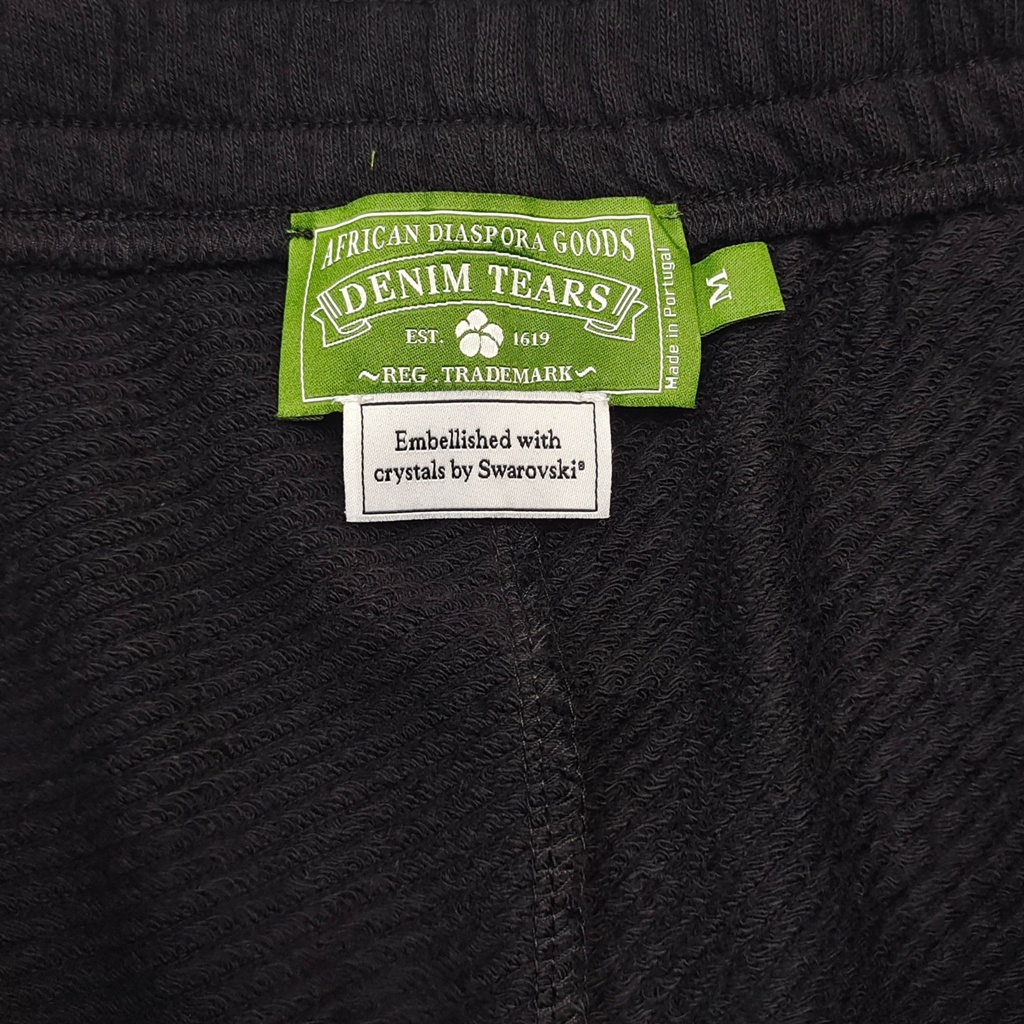 AFRICAN DIASPORA GOODS
DENIM TEARS
EST. 1619
~REG .TRADEMARK~
Made in Portugal
M
Embellished with
crystals by Swarovski®